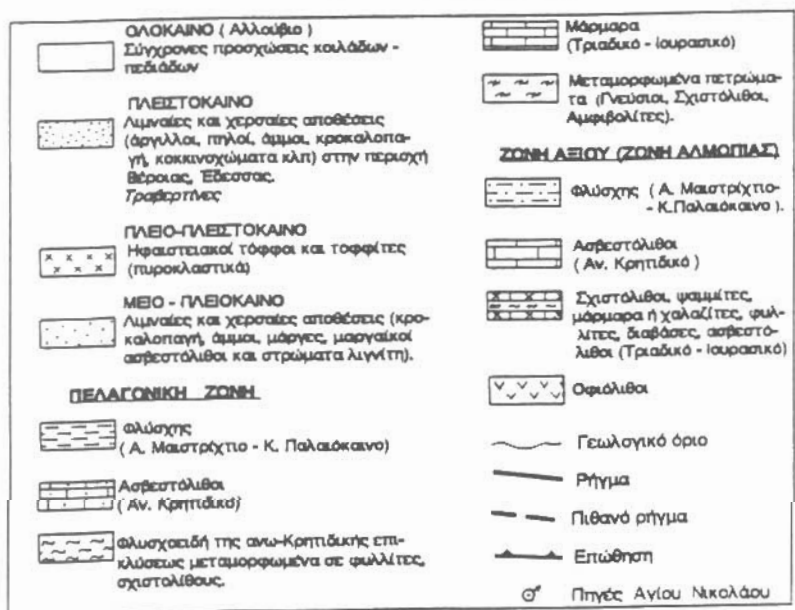 ΟΛΟΚΑΙΝΟ ( Αλλούβιο )
Σύγχρονες προσχώσεις κοιλάδων -
πεδιάδων
ΠΛΕΙΣΤΟΚΑΙΝΟ
Λιμναίες και χερσαίες αποθέσεις
(άργιλλοι, πηλοί, άμμοι, κροκαλοπα-
γή, κοκκινοχώματα κλπ) στην περιοχή
Βέροιας, Έδεσσας.
Τραβερτίνες
ΠΛΕΙΟ-ΠΛΕΙΣΤΟΚΑΙΝΟ
Ηφαιστειακοί τόφφοι και τοφφίτες
(πυροκλαστικά)
ΜΕΙΟ - ΠΛΕΙΟΚΑΙΝΟ
Λιμναίες και χερσαίες αποθέσεις (κρο-
καλοπαγή, άμμοι, μάργες, μαργαϊκοί
ασβεστόλιθοι και στρώματα λιγνίτη).
ΠΕΛΑΓΟΝΙΚΗ ΖΩΝΗ
Φλύσχης
( Α. Μαιστρίχτιο - Κ. Παλαιόκαινο)
Ασβεστόλιθοι
( Αν. Κρητιδικό)
Φλυσχοειδή της ανω-Κρητιδικής επι-
κλύσεως μεταμορφωμένα σε φυλλίτες,
σχιστολίθους.
Μάρμαρα
(Τριαδικό - Ιουρασικό)
Μεταμορφωμένα πετρώμα-
τα (Γνεύσιοι, Σχιστόλιθοι,
Αμφιβολίτες).
ΖΩΝΗ ΑΞΙΟΥ (ΖΩΝΗ ΑΛΜΩΠΙΑΣ)
Φλύσχης ( Α. Μαιστρίχτιο-
- Κ.Παλαιόκαινο ).
Ασβεστόλιθοι
( Αν. Κρητιδικό )
Σχιστόλιθοι, ψαμμίτες,
μάρμαρα ή χαλαζίτες, φυλ-
λίτες, διαβάσες, ασβεστό-
λιθοι (Τριαδικό - Ιουρασικό)
Οφιόλιθοι
Γεωλογικό όριο
Ρήγμα
Πιθανό ρήγμα
Επώθηση
Πηγές Αγίου Νικολάου